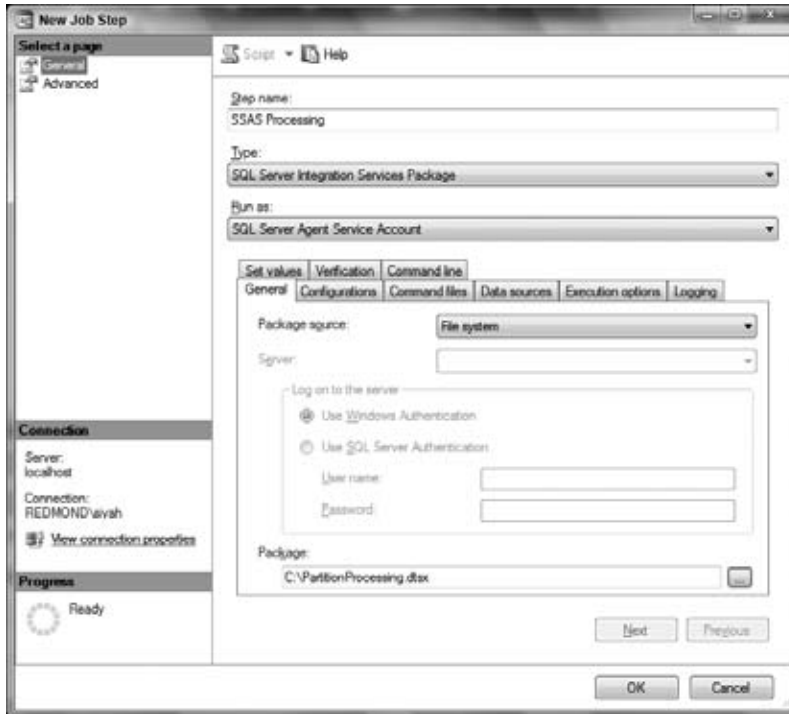 New Job Step
Select a page
General
Advanced
Script Help
Step name:
SSAS Processing
Type:
SQL Server Integration Services Package
Run as:
SQL Server Agent Service Account
Set values Verification Command line
General Configurations Command files Data sources Execution options Logging
Package source: File system
Server:
Log on to the server
Use Windows Authentication
Use SQL Server Authentication
User name:
Password:
Package:
C:\PartitionProcessing.dtsx ...
Connection
Server:
localhost
Connection:
REDMOND\sivah
View connection properties
Progress
Ready
Next Previous
OK Cancel